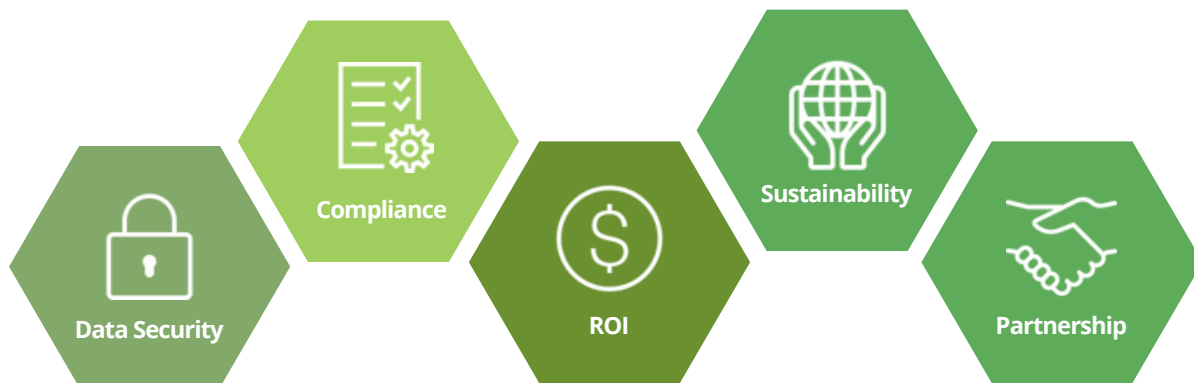 Data Security
Compliance
ROI
Sustainability
Partnership